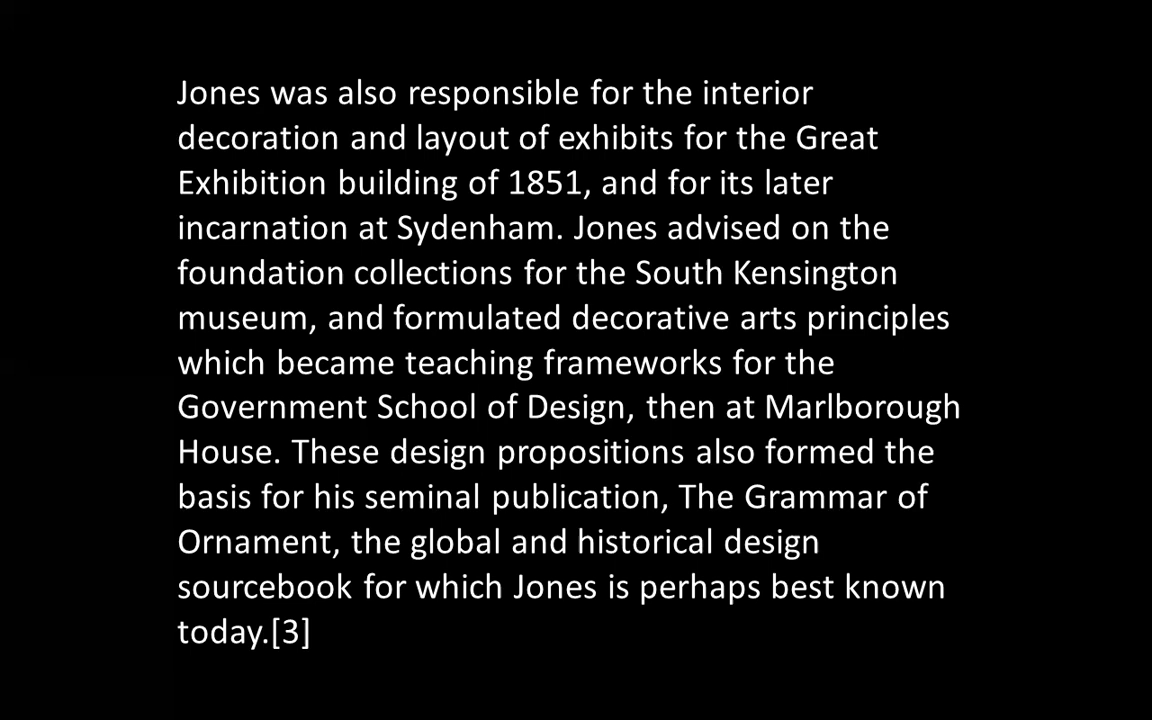 Jones was also responsible for the interior
decoration and layout of exhibits for the Great
Exhibition building of 1851, and for its later
incarnation at Sydenham. Jones advised on the
foundation collections for the South Kensington
museum, and formulated decorative arts principles
which became teaching frameworks for the
Government School of Design, then at Marlborough
House. These design propositions also formed the
basis for his seminal publication, The Grammar of
Ornament, the global and historical design
sourcebook for which Jones is perhaps best known
today.[3]